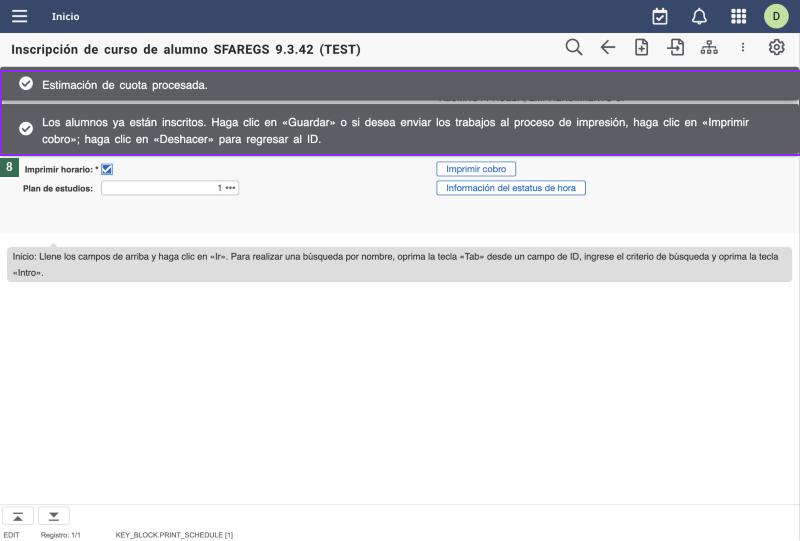 Inicio
D
Inscripción de curso de alumno SFAREGS 9.3.42 (TEST)
Estimación de cuota procesada.
Los alumnos ya están inscritos. Haga clic en «Guardar» o si desea enviar los trabajos al proceso de impresión, haga clic en «Imprimir
cobro»; haga clic en «Deshacer» para regresar al ID.
8
Imprimir horario: *
Imprimir cobro
Plan de estudios: 1
Información del estatus de hora
Inicio: Llene los campos de arriba y haga clic en «Ir». Para realizar una búsqueda por nombre, oprima la tecla «Tab» desde un campo de ID, ingrese el criterio de búsqueda y oprima la tecla
«Intro».
EDIT Registro: 1/1 KEY_BLOCK.PRINT_SCHEDULE [1]